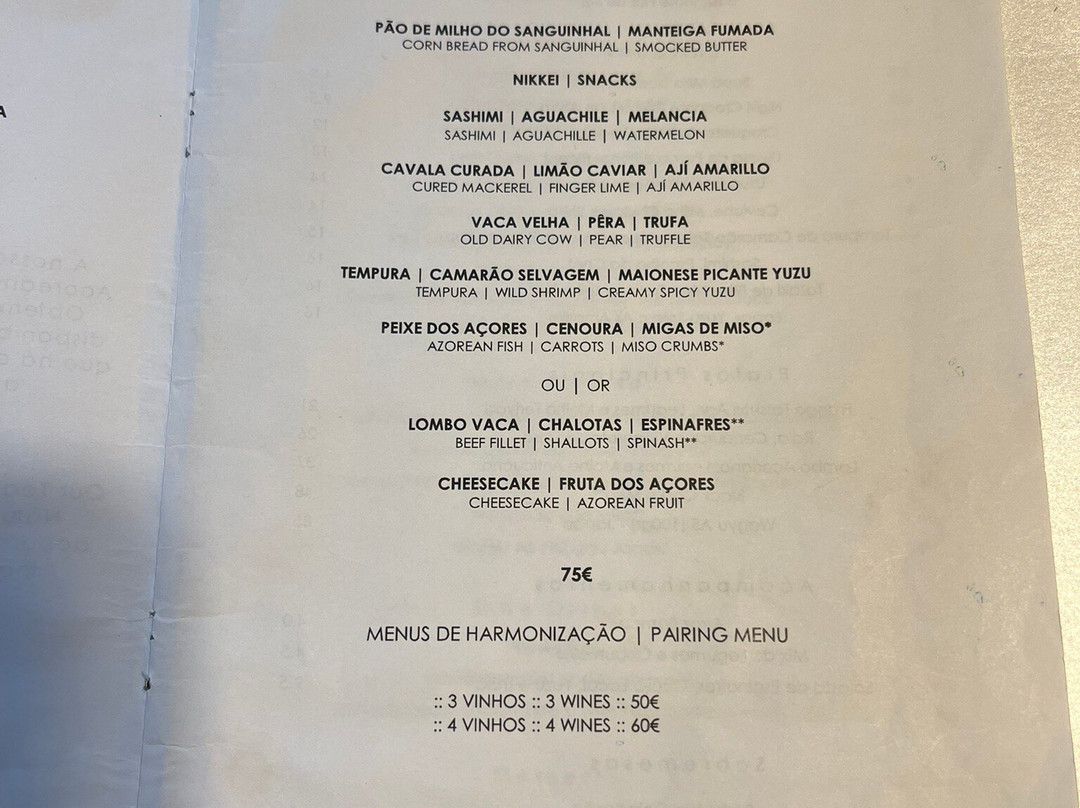 PÃO DE MILHO DO SANGUINHAL | MANTEIGA FUMADA
CORN BREAD FROM SANGUINHAL | SMOCKED BUTTER
NIKKEI | SNACKS
SASHIMI | AGUACHILE | MELANCIA
SASHIMI | AGUACHILLE | WATERMELON
CAVALA CURADA | LIMÃO CAVIAR | AJÍ AMARILLO
CURED MACKEREL | FINGER LIME | AJÍ AMARILLO
VACA VELHA | PÊRA | TRUFA
OLD DAIRY COW | PEAR | TRUFFLE
TEMPURA | CAMARÃO SELVAGEM | MAIONESE PICANTE YUZU
TEMPURA | WILD SHRIMP | CREAMY SPICY YUZU
PEIXE DOS AÇORES | CENOURA | MIGAS DE MISO*
AZOREAN FISH | CARROTS | MISO CRUMBS*
OU | OR
LOMBO VACA | CHALOTAS | ESPINAFRES**
BEEF FILLET | SHALLOTS | SPINASH**
CHEESECAKE | FRUTA DOS AÇORES
CHEESECAKE | AZOREAN FRUIT
75€
MENUS DE HARMONIZAÇÃO | PAIRING MENU
:: 3 VINHOS :: 3 WINES :: 50€
:: 4 VINHOS :: 4 WINES :: 60€